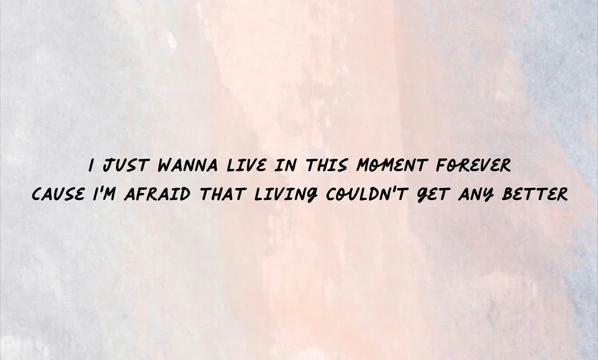 I JUST WANNA LIVE IN THIS MOMENT FOREVER
CAUSE I'M AFRAID THAT LIVING COULDN'T GET ANY BETTER